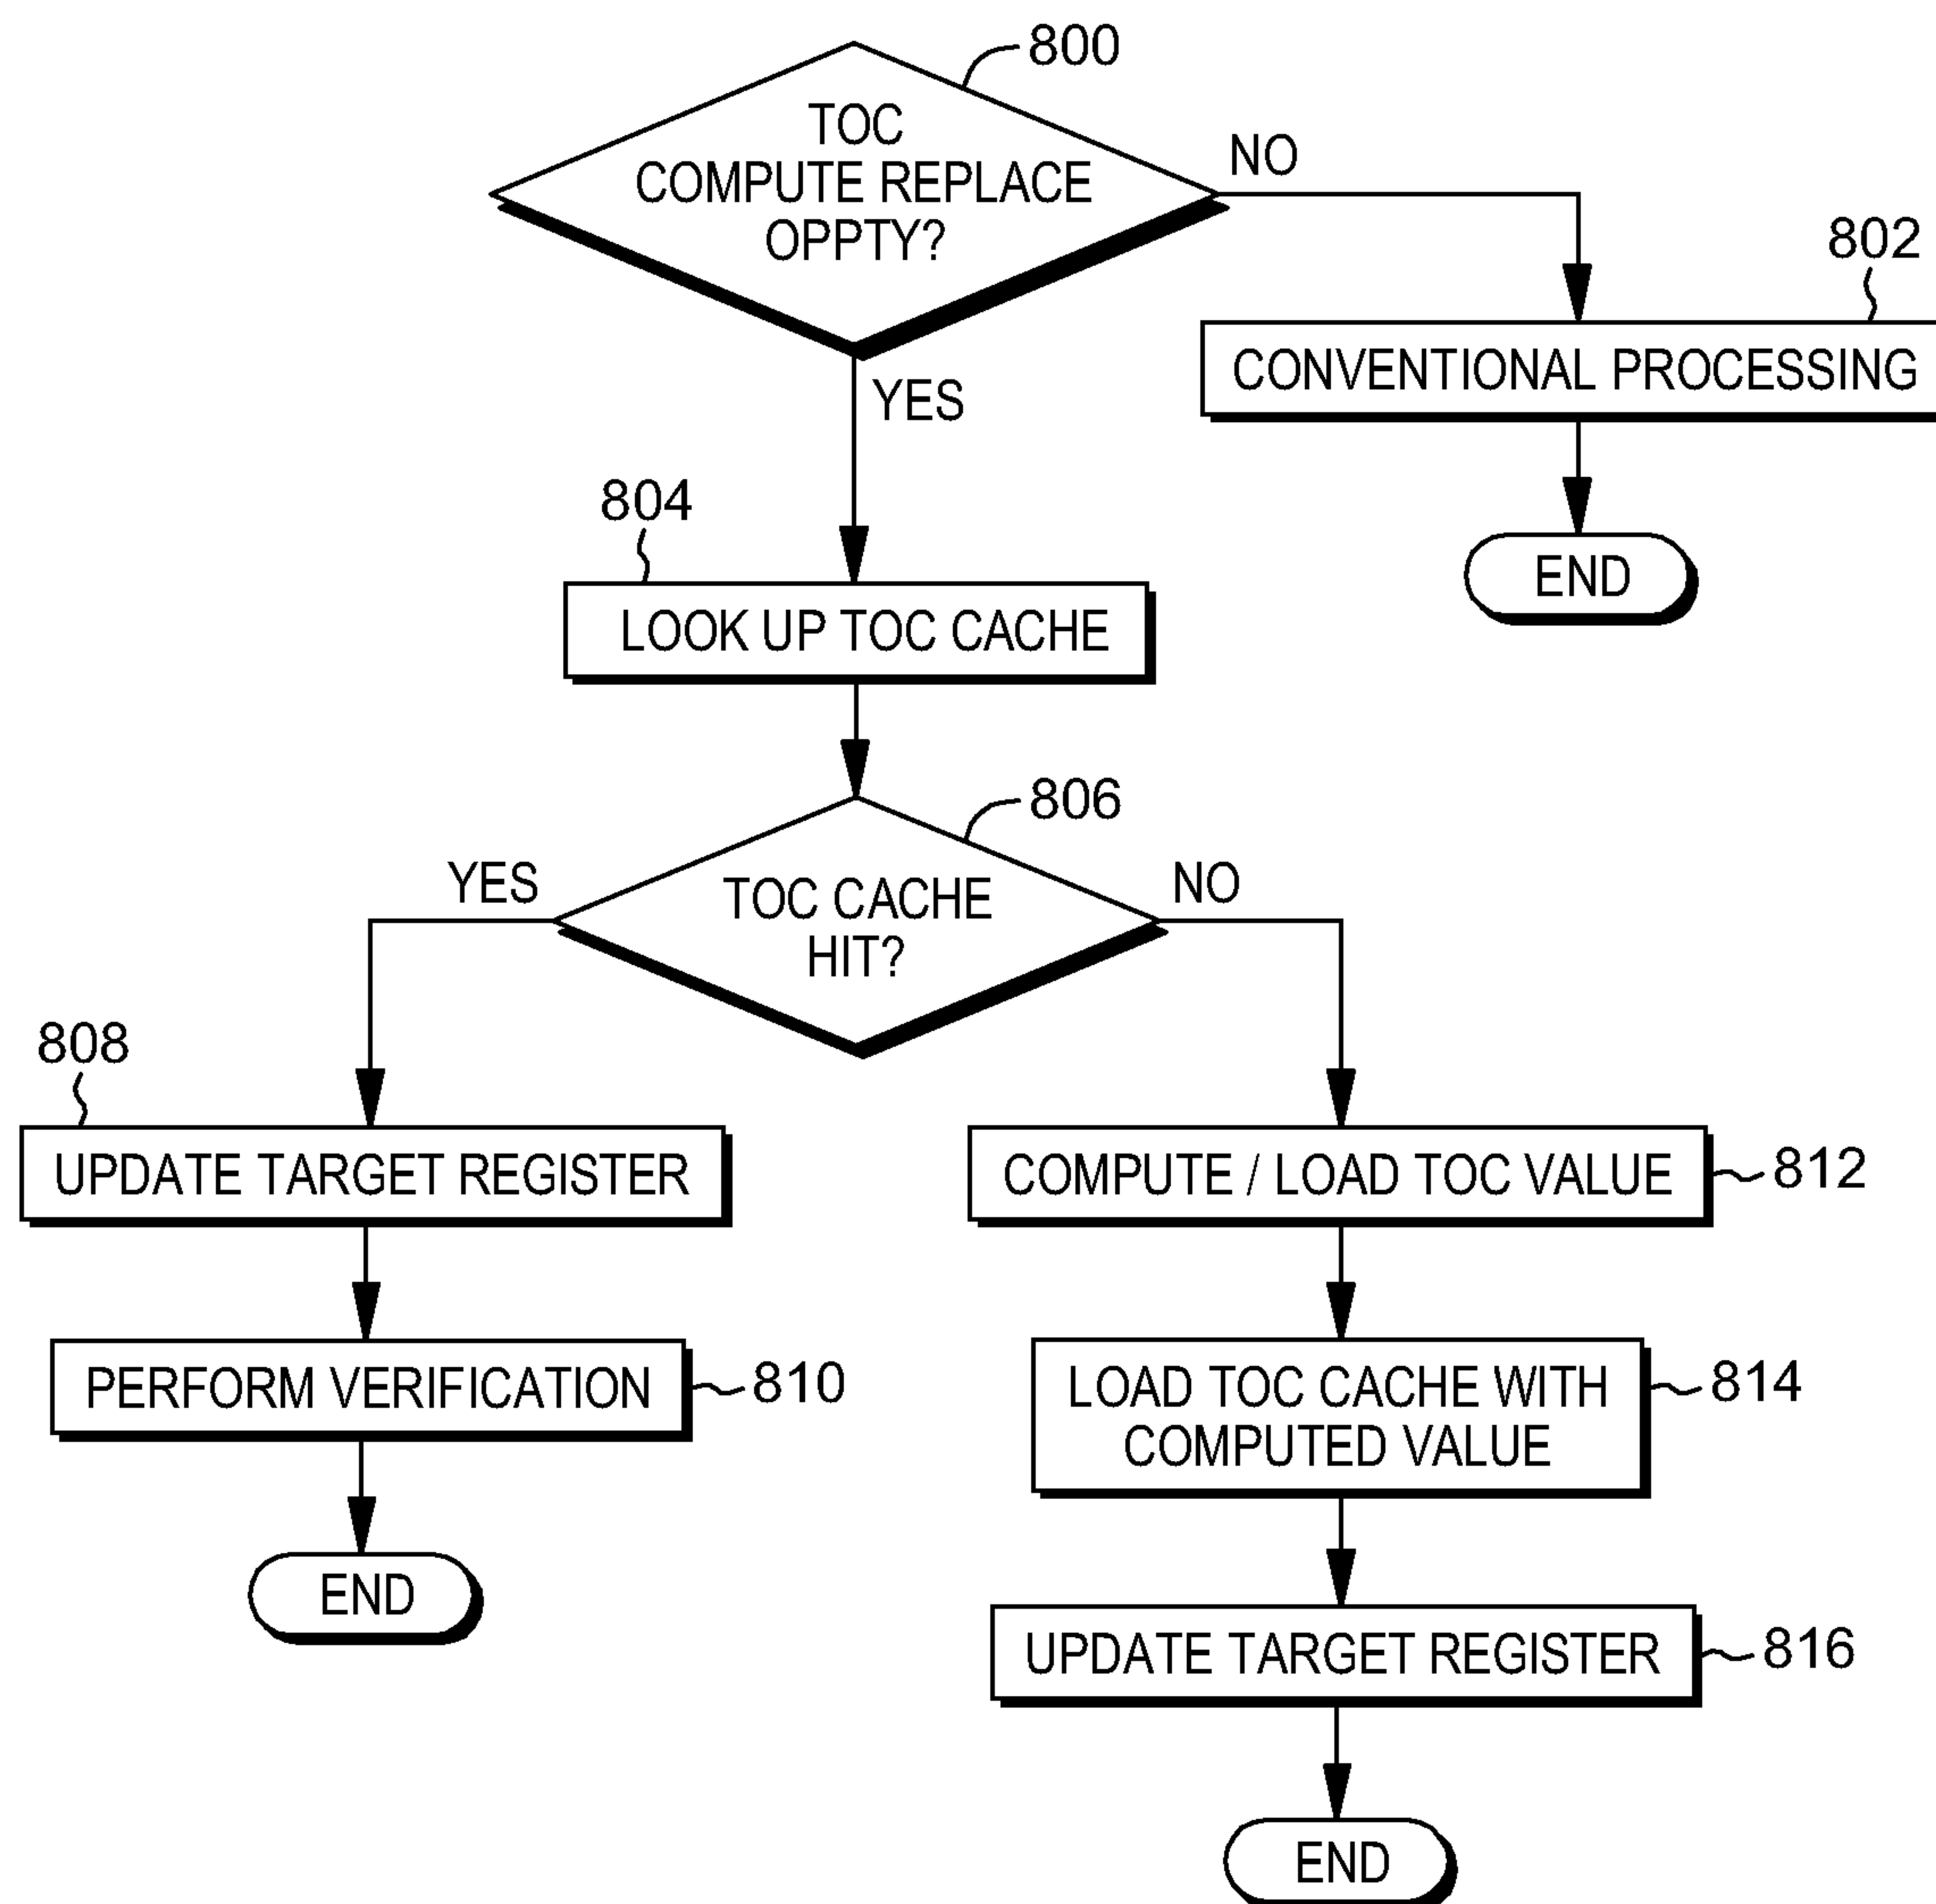 800
TOC
COMPUTE REPLACE
OPPTY?
NO
802
CONVENTIONAL PROCESSING
YES
END
804
LOOK UP TOC CACHE
806
YES
TOC CACHE
HIT?
NO
808
UPDATE TARGET REGISTER
COMPUTE / LOAD TOC VALUE
812
PERFORM VERIFICATION
810
LOAD TOC CACHE WITH
COMPUTED VALUE
814
END
UPDATE TARGET REGISTER
816
END